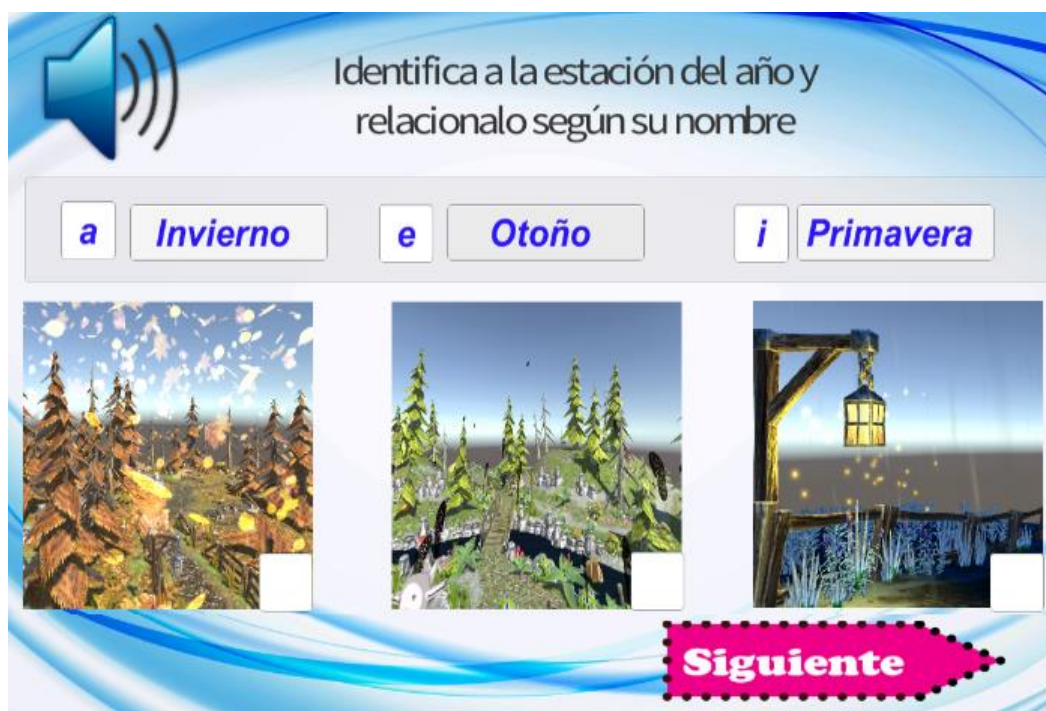 Identifica a la estación del año y
relacionalo según su nombre
a Invierno e Otoño i Primavera
Siguiente